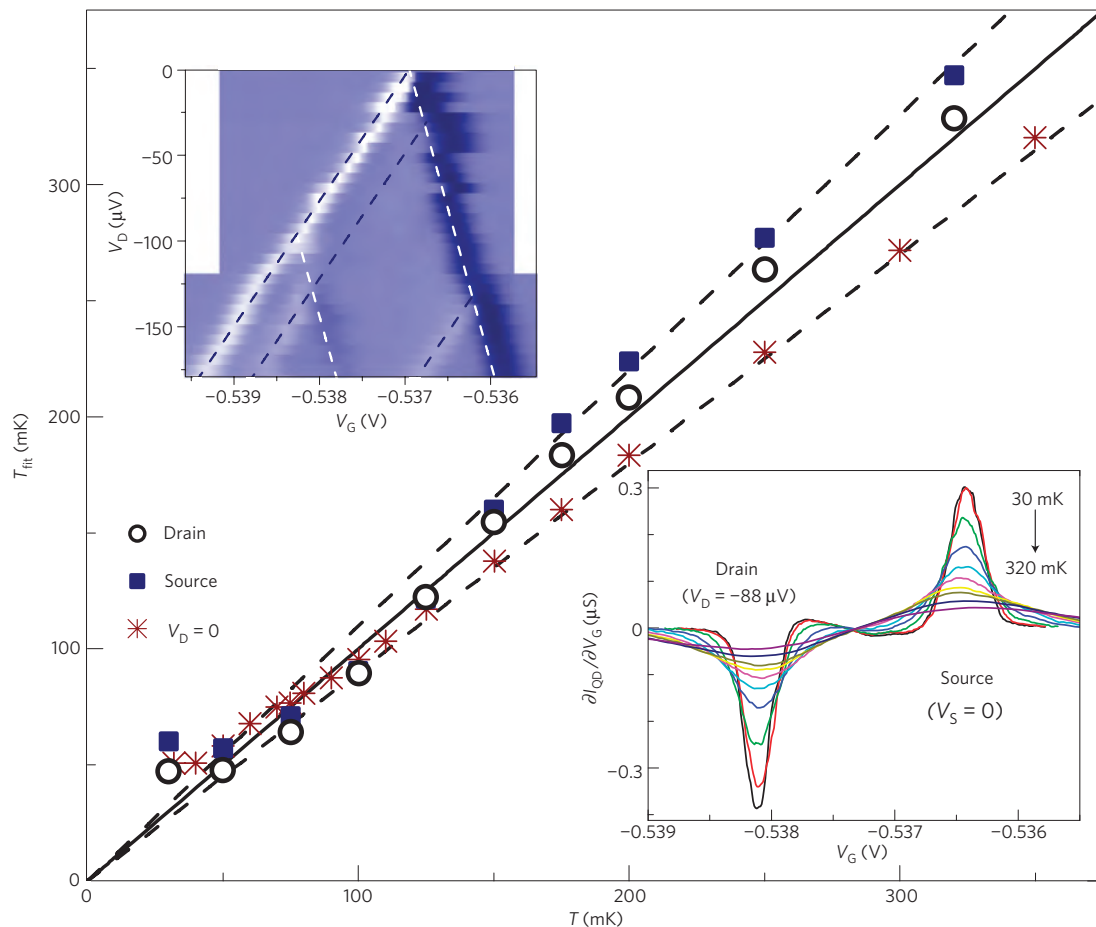 0
−50
−100
−150
V_D (μV)
−0.539
−0.538
−0.537
−0.536
V_G (V)
300
200
100
0
T_fit (mK)
Drain
Source
V_D = 0
0.3
0
−0.3
∂I_QD/∂V_G (μS)
30 mK
320 mK
Drain
(V_D = −88 μV)
Source
(V_S = 0)
−0.539
−0.538
−0.537
−0.536
V_G (V)
0
100
200
300
T (mK)